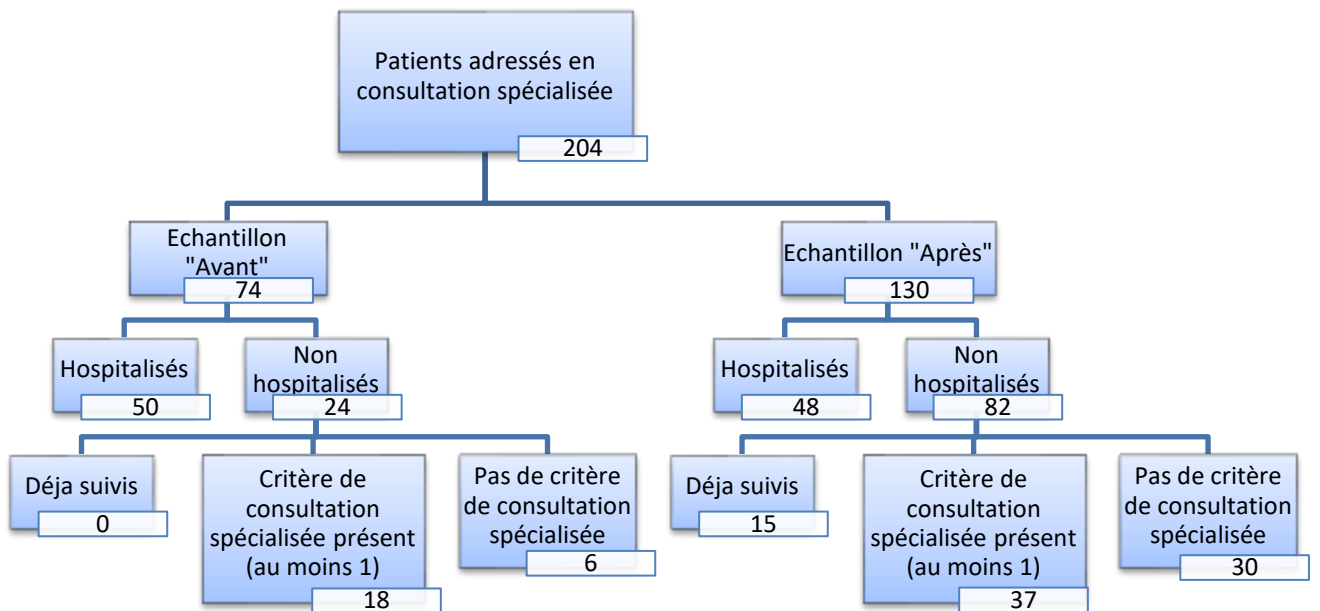 Patients adressés en
consultation spécialisée
204
Echantillon
"Avant"
74
Echantillon "Après"
130
Hospitalisés
50
Non
hospitalisés
24
Hospitalisés
48
Non
hospitalisés
82
Déja suivis
0
Critère de
consultation
spécialisée présent
(au moins 1)
18
Pas de critère
de consultation
spécialisée
6
Déja suivis
15
Critère de
consultation
spécialisée présent
(au moins 1)
37
Pas de critère
de consultation
spécialisée
30